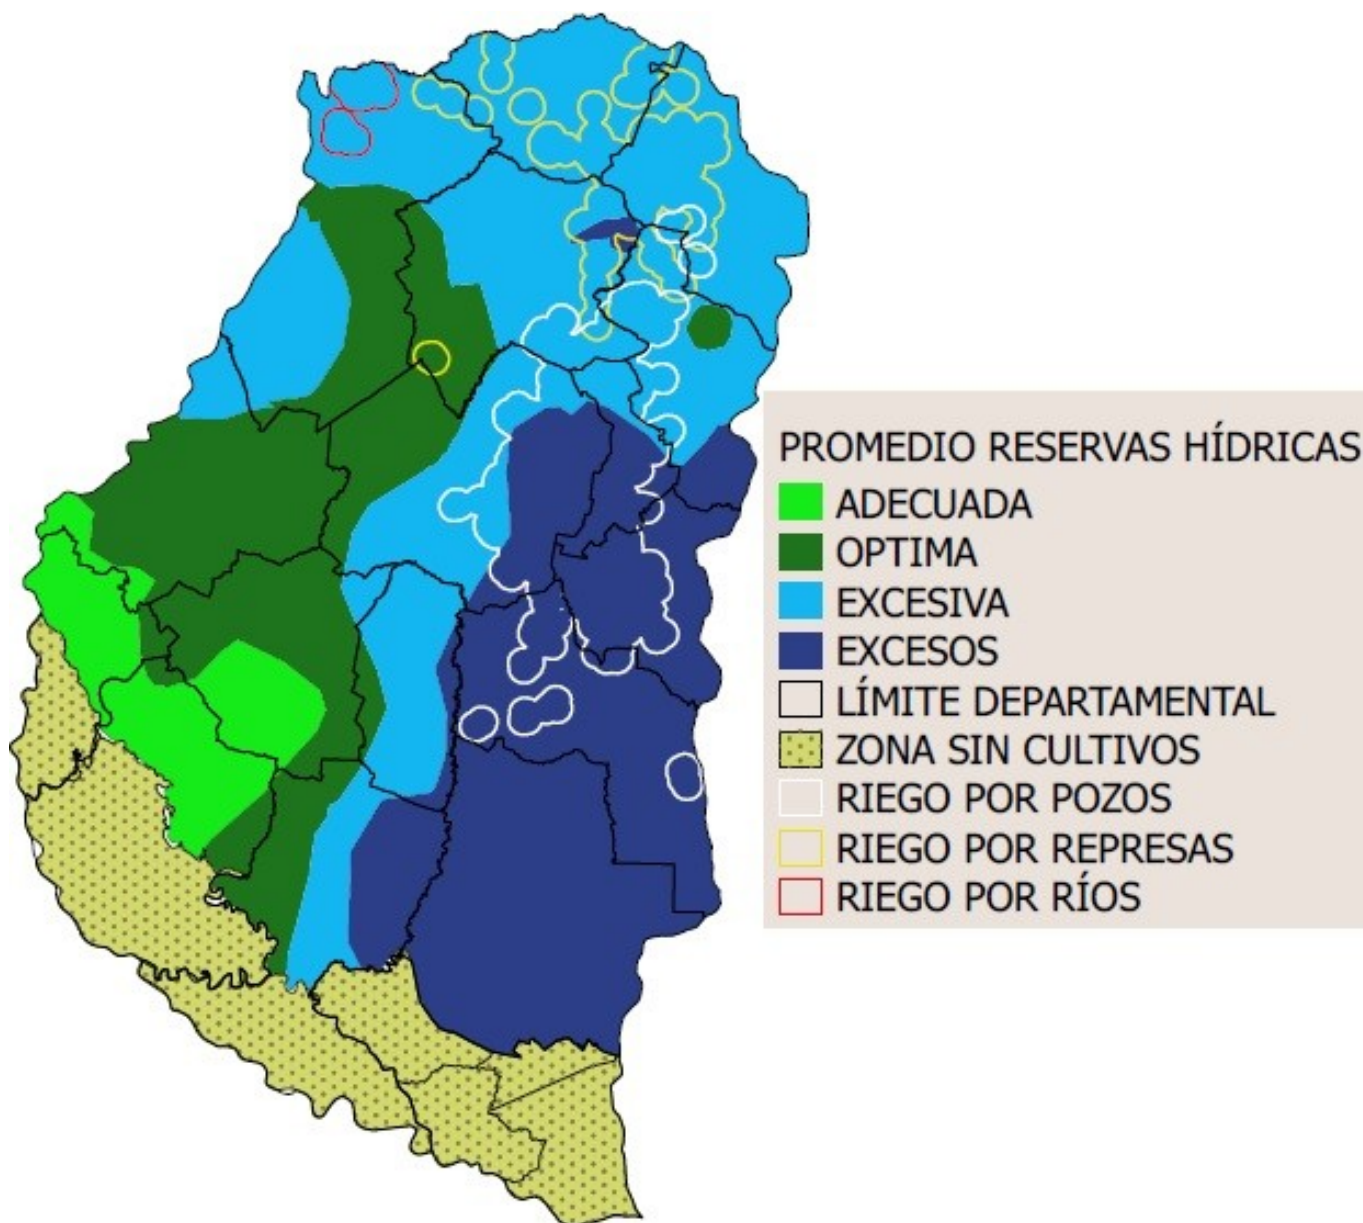 PROMEDIO RESERVAS HÍDRICAS
ADECUADA
OPTIMA
EXCESIVA
EXCESOS
LÍMITE DEPARTAMENTAL
ZONA SIN CULTIVOS
RIEGO POR POZOS
RIEGO POR REPRESAS
RIEGO POR RÍOS